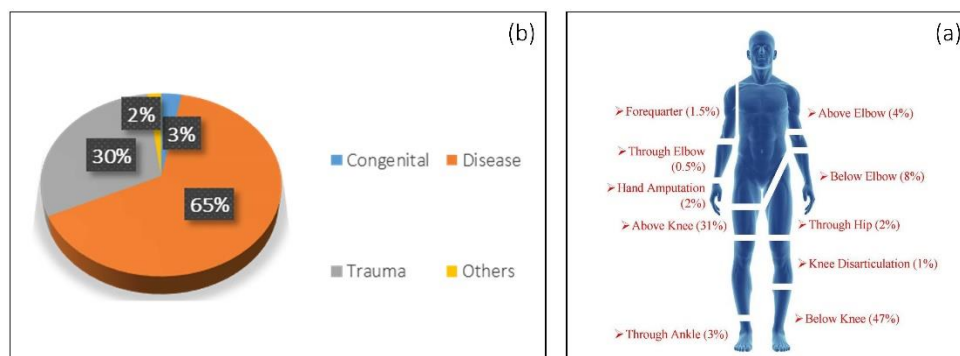 (b)
2%
3%
30%
65%
Congenital
Disease
Trauma
Others
(a)
➢Forequarter (1.5%)
➢Above Elbow (4%)
➢Through Elbow
(0.5%)
➢Below Elbow (8%)
➢Hand Amputation
(2%)
➢Above Knee (31%)
➢Through Hip (2%)
➢Knee Disarticulation (1%)
➢Below Knee (47%)
➢Through Ankle (3%)